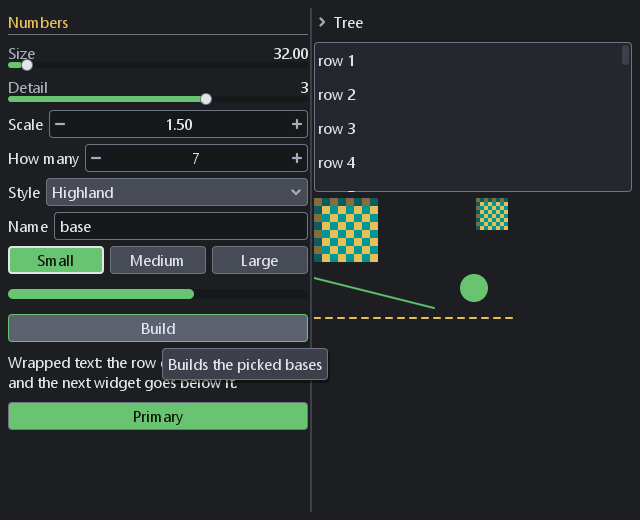 Numbers
Size 32.00
Detail 3
Scale − 1.50 +
How many − 7 +
Style Highland
Name base
Small Medium Large
Build
Wrapped text: the row
Builds the picked bases
and the next widget goes below it.
Primary
Tree
row 1
row 2
row 3
row 4